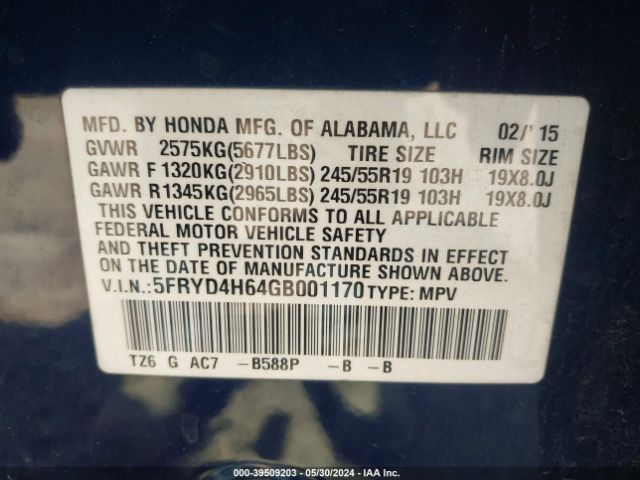 MFD. BY HONDA MFG. OF ALABAMA, LLC 02/'15
GVWR 2575KG(5677LBS) TIRE SIZE RIM SIZE
GAWR F 1320KG(2910LBS) 245/55R19 103H 19X8.0J
GAWR R1345KG(2965LBS) 245/55R19 103H 19X8.0J
THIS VEHICLE CONFORMS TO ALL APPLICABLE
FEDERAL MOTOR VEHICLE SAFETY
AND THEFT PREVENTION STANDARDS IN EFFECT
ON THE DATE OF MANUFACTURE SHOWN ABOVE.
V.I.N.:5FRYD4H64GB001170 TYPE: MPV
TZ6 G AC7 -B588P -B -B
00-39509203 - 05/30/2024 - IAA Inc.